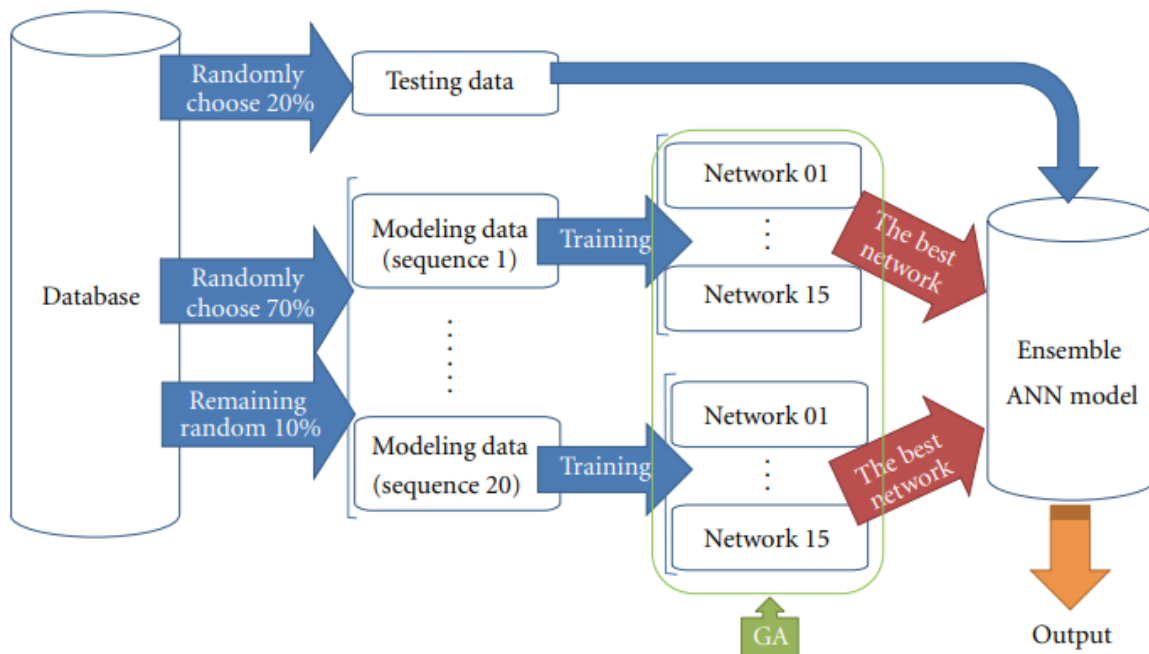 Database
Randomly
choose 20%
Testing data
Randomly
choose 70%
Remaining
random 10%
Modeling data
(sequence 1)
Training
Network 01
Network 15
The best
network
Modeling data
(sequence 20)
Training
Network 01
Network 15
The best
network
GA
Ensemble
ANN model
Output